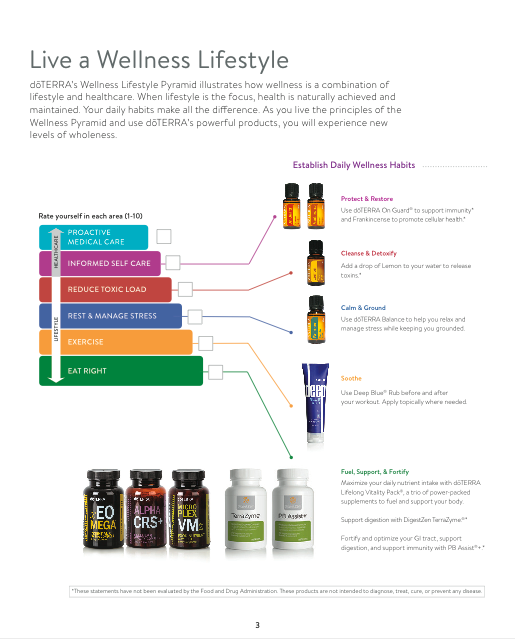 Live a Wellness Lifestyle
dōTERRA's Wellness Lifestyle Pyramid illustrates how wellness is a combination of
lifestyle and healthcare. When lifestyle is the focus, health is naturally achieved and
maintained. Your daily habits make all the difference. As you live the principles of the
Wellness Pyramid and use dōTERRA's powerful products, you will experience new
levels of wholeness.
Establish Daily Wellness Habits
Rate yourself in each area (1-10)
HEALTHCARE
LIFESTYLE
PROACTIVE
MEDICAL CARE
INFORMED SELF CARE
REDUCE TOXIC LOAD
REST & MANAGE STRESS
EXERCISE
EAT RIGHT
Protect & Restore
Use dōTERRA On Guard® to support immunity*
and Frankincense to promote cellular health.*
Cleanse & Detoxify
Add a drop of Lemon to your water to release
toxins.*
Calm & Ground
Use dōTERRA Balance to help you relax and
manage stress while keeping you grounded.
Soothe
Use Deep Blue® Rub before and after
your workout. Apply topically where needed.
DEEP
Fuel, Support, & Fortify
Maximize your daily nutrient intake with dōTERRA
Lifelong Vitality Pack®, a trio of power-packed
supplements to fuel and support your body.
Support digestion with DigestZen TerraZyme®*
Fortify and optimize your GI tract, support
digestion, and support immunity with PB Assist®+.*
EO
MEGA
ALPHA
CRS+
MICRO
PLEX
VM
TerraZyme
PB Assist+
*These statements have not been evaluated by the Food and Drug Administration. These products are not intended to diagnose, treat, cure, or prevent any disease.
3